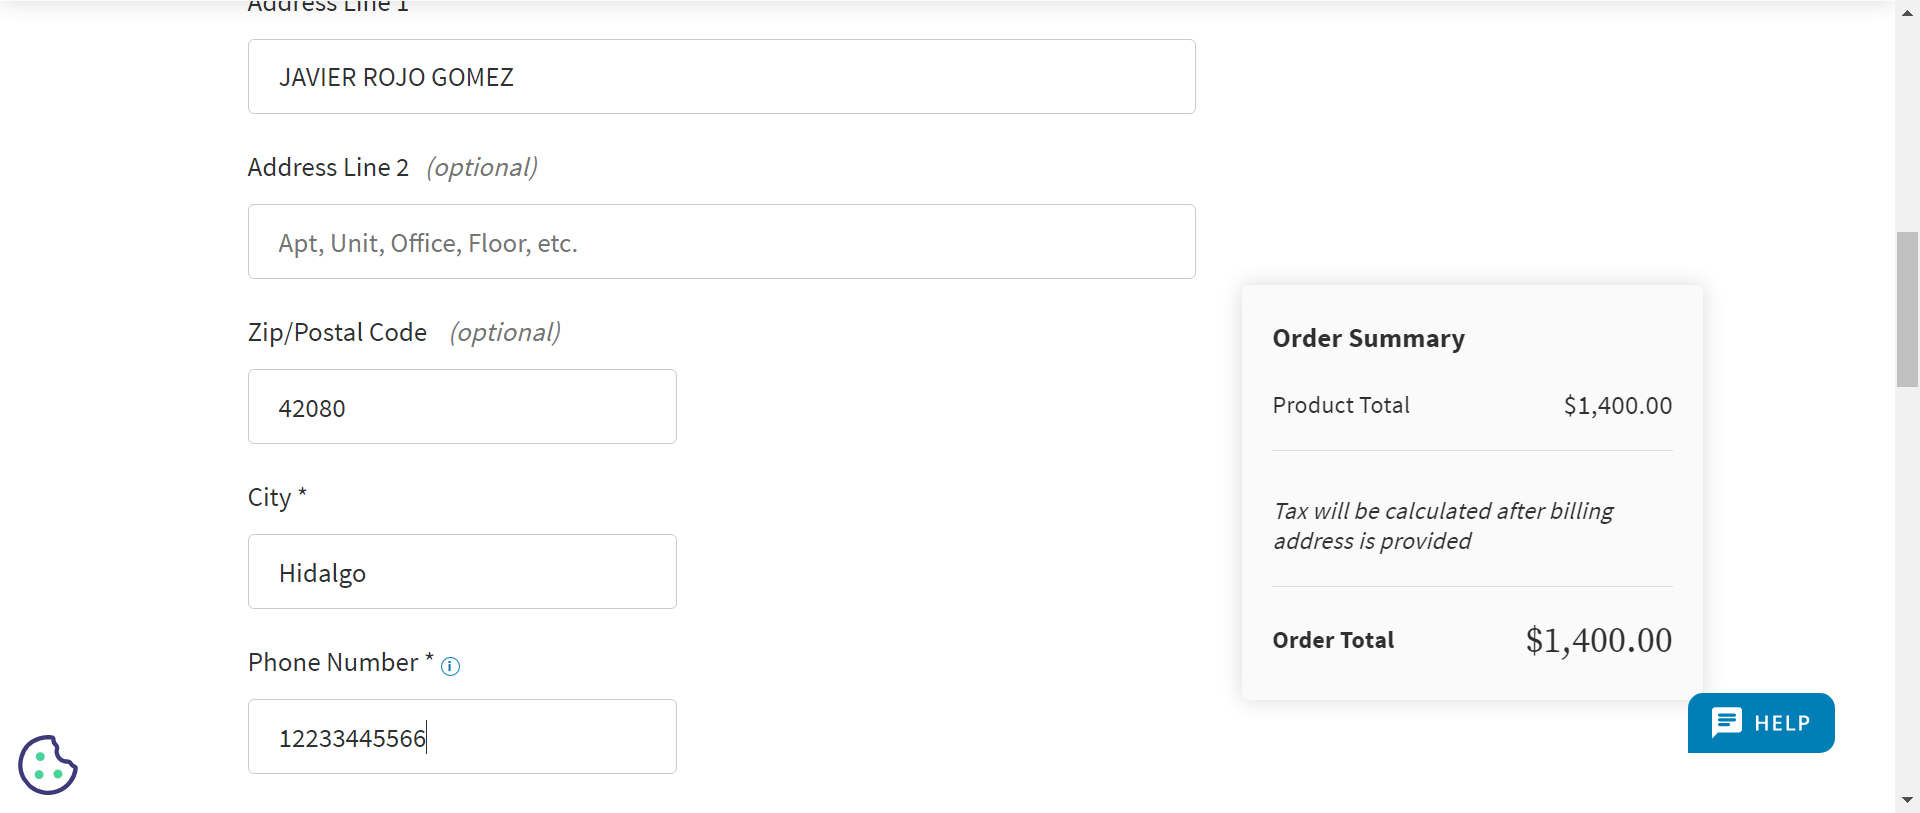 Address Line 1
JAVIER ROJO GOMEZ
Address Line 2 (optional)
Apt, Unit, Office, Floor, etc.
Zip/Postal Code (optional)
42080
City *
Hidalgo
Phone Number *
12233445566
Order Summary
Product Total $1,400.00
Tax will be calculated after billing
address is provided
Order Total $1,400.00
HELP